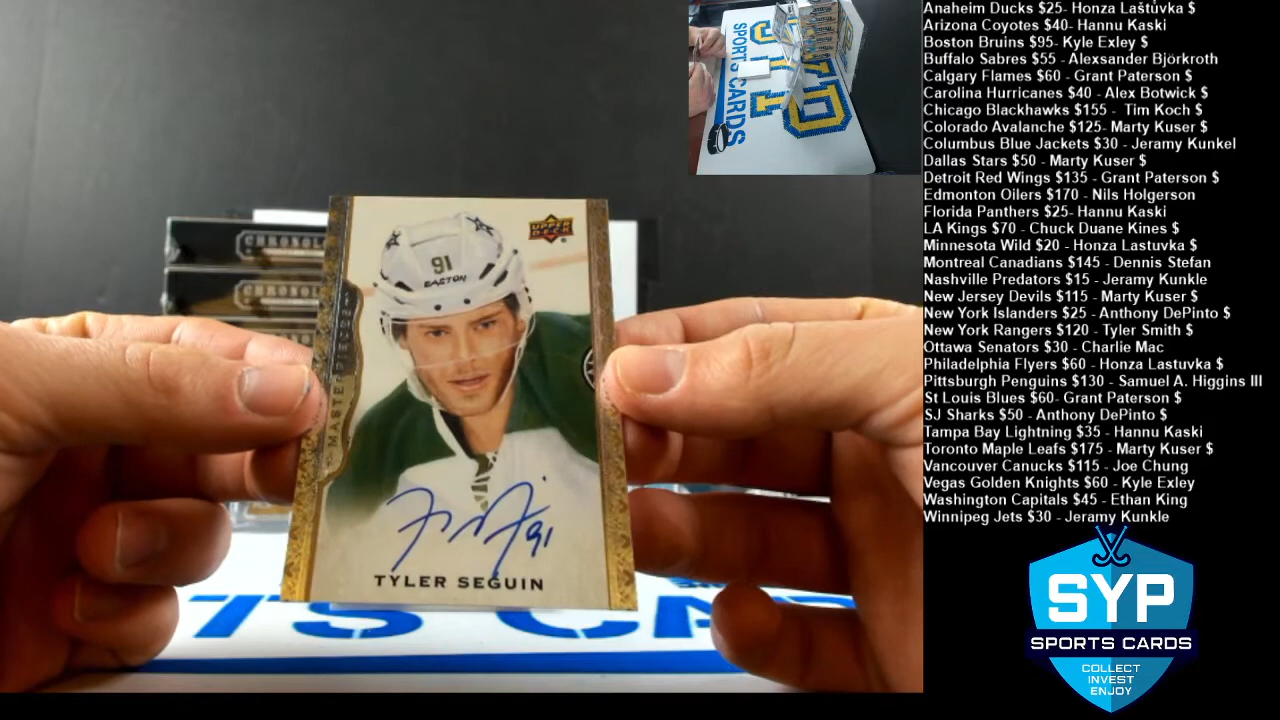 Anaheim Ducks $25- Honza Laštůvka $
Arizona Coyotes $40- Hannu Kaski
Boston Bruins $95- Kyle Exley $
Buffalo Sabres $55 - Alexsander Björkroth
Calgary Flames $60 - Grant Paterson $
Carolina Hurricanes $40 - Alex Botwick $
Chicago Blackhawks $155 - Tim Koch $
Colorado Avalanche $125- Marty Kuser $
Columbus Blue Jackets $30 - Jeramy Kunkel
Dallas Stars $50 - Marty Kuser $
Detroit Red Wings $135 - Grant Paterson $
Edmonton Oilers $170 - Nils Holgerson
Florida Panthers $25- Hannu Kaski
LA Kings $70 - Chuck Duane Kines $
Minnesota Wild $20 - Honza Lastuvka $
Montreal Canadians $145 - Dennis Stefan
Nashville Predators $15 - Jeramy Kunkle
New Jersey Devils $115 - Marty Kuser $
New York Islanders $25 - Anthony DePinto $
New York Rangers $120 - Tyler Smith $
Ottawa Senators $30 - Charlie Mac
Philadelphia Flyers $60 - Honza Lastuvka $
Pittsburgh Penguins $130 - Samuel A. Higgins III
St Louis Blues $60- Grant Paterson $
SJ Sharks $50 - Anthony DePinto $
Tampa Bay Lightning $35 - Hannu Kaski
Toronto Maple Leafs $175 - Marty Kuser $
Vancouver Canucks $115 - Joe Chung
Vegas Golden Knights $60 - Kyle Exley
Washington Capitals $45 - Ethan King
Winnipeg Jets $30 - Jeramy Kunkle
SYP
SPORTS CARDS
COLLECT
INVEST
ENJOY
SPORTS CARDS
UPPER DECK
91
EASTON
91
TYLER SEGUIN
TS CA